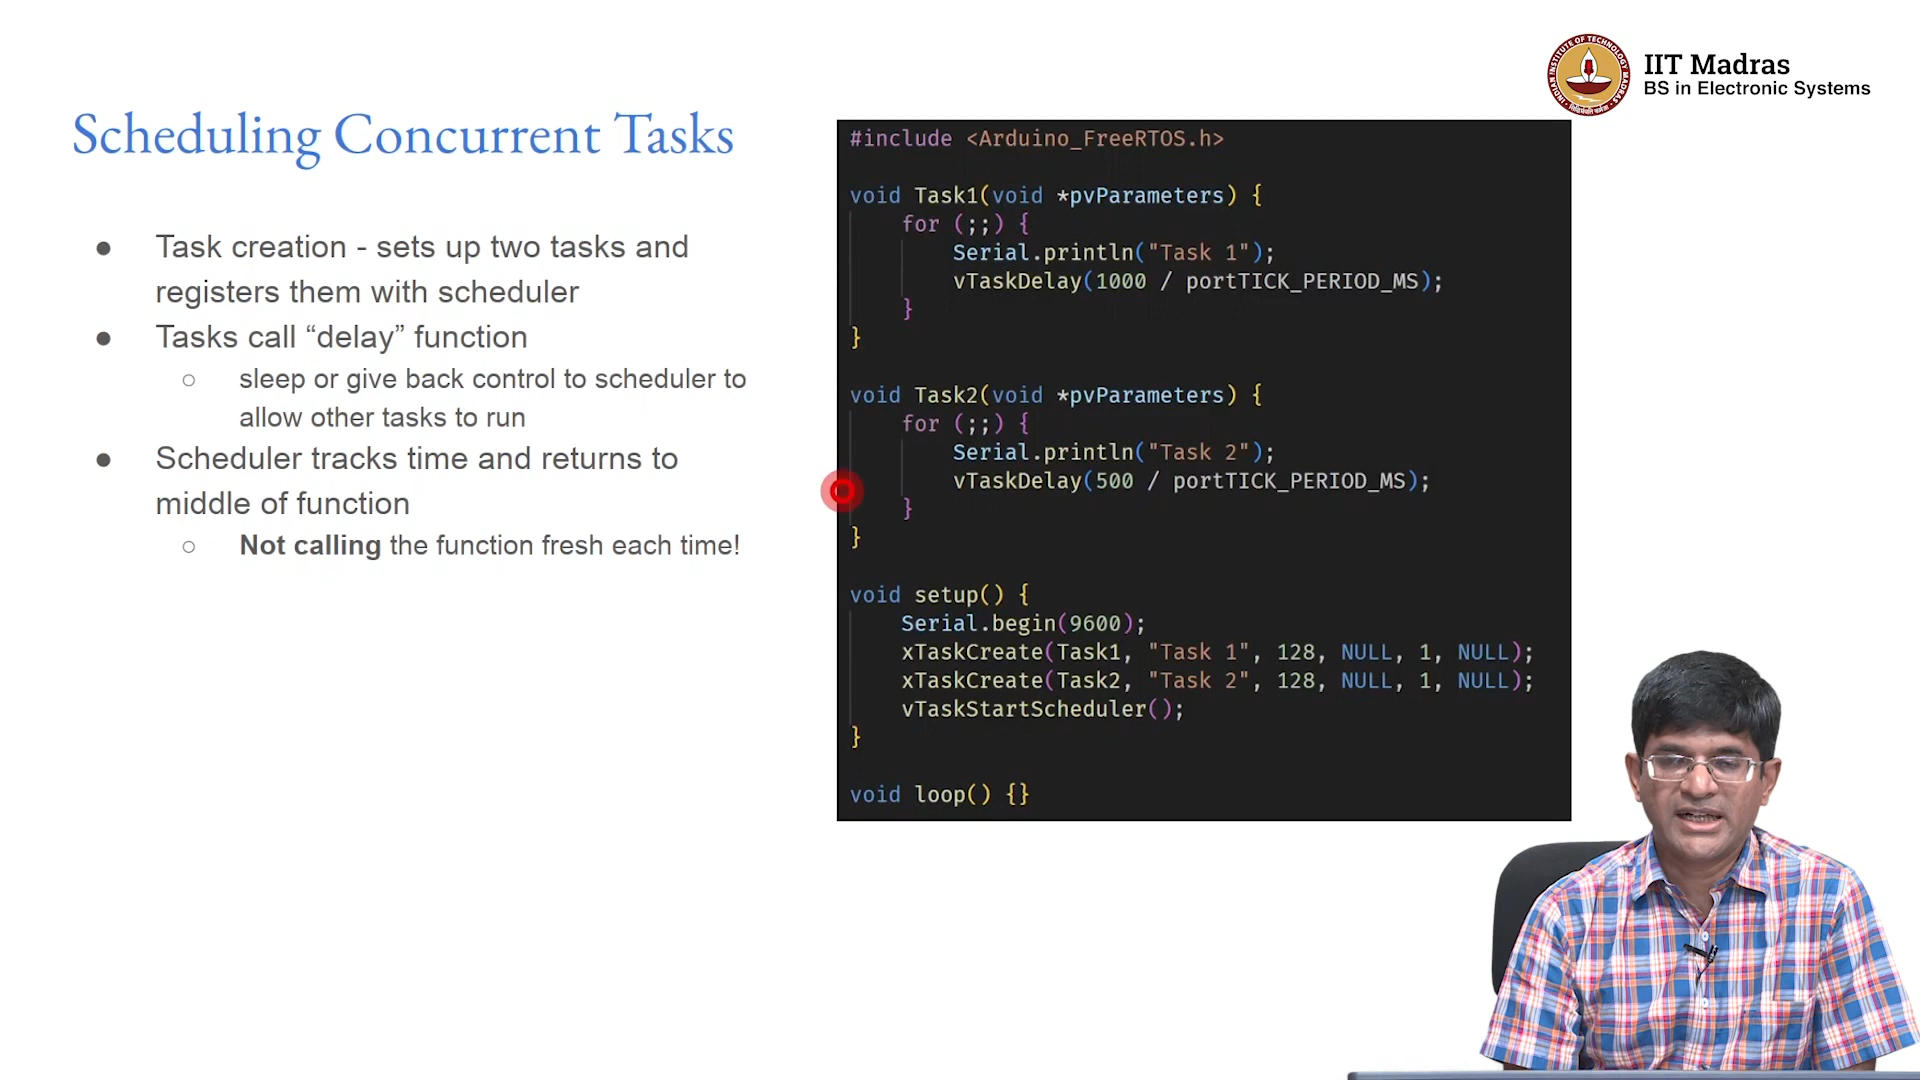 IIT Madras
BS in Electronic Systems
Scheduling Concurrent Tasks
● Task creation - sets up two tasks and
registers them with scheduler
● Tasks call “delay” function
○ sleep or give back control to scheduler to
allow other tasks to run
● Scheduler tracks time and returns to
middle of function
○ Not calling the function fresh each time!
#include <Arduino_FreeRTOS.h>
void Task1(void *pvParameters) {
for (;;) {
Serial.println("Task 1");
vTaskDelay(1000 / portTICK_PERIOD_MS);
}
}
void Task2(void *pvParameters) {
for (;;) {
Serial.println("Task 2");
vTaskDelay(500 / portTICK_PERIOD_MS);
}
}
void setup() {
Serial.begin(9600);
xTaskCreate(Task1, "Task 1", 128, NULL, 1, NULL);
xTaskCreate(Task2, "Task 2", 128, NULL, 1, NULL);
vTaskStartScheduler();
}
void loop() {}